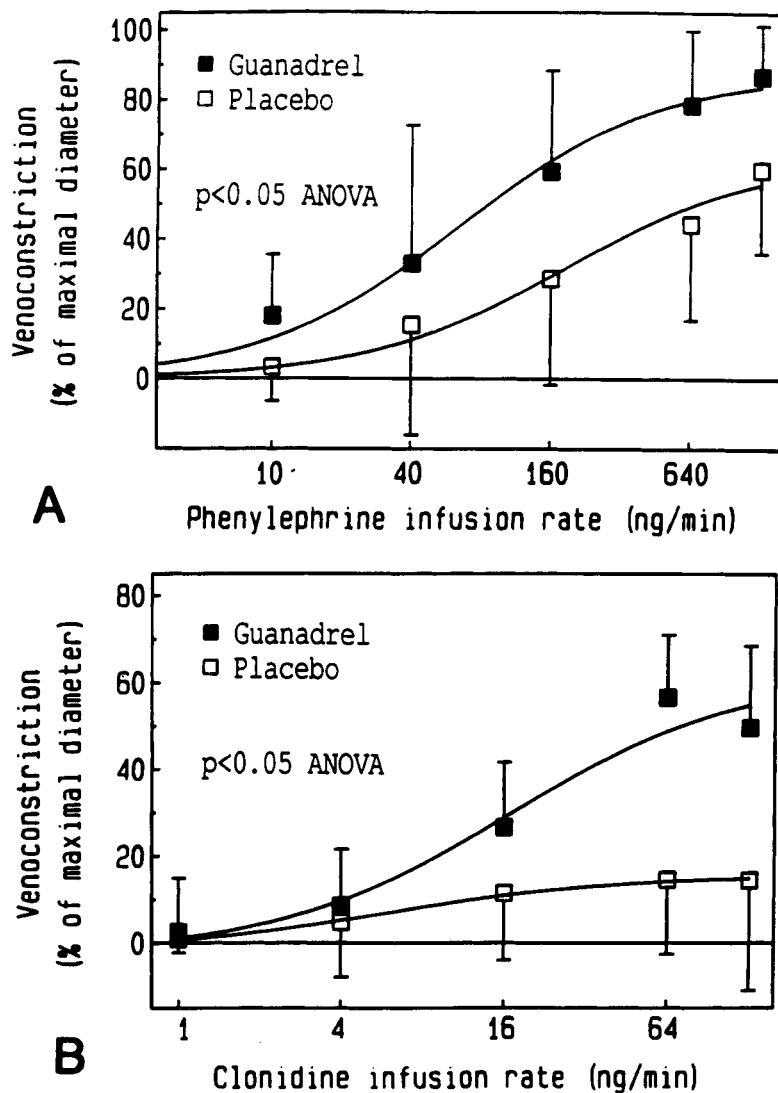 100
80
60
40
20
0
Venoconstriction
(% of maximal diameter)
■ Guanadrel
□ Placebo
p<0.05 ANOVA
10 40 160 640
A
Phenylephrine infusion rate (ng/min)
80
60
40
20
0
Venoconstriction
(% of maximal diameter)
■ Guanadrel
□ Placebo
p<0.05 ANOVA
1 4 16 64
B
Clonidine infusion rate (ng/min)